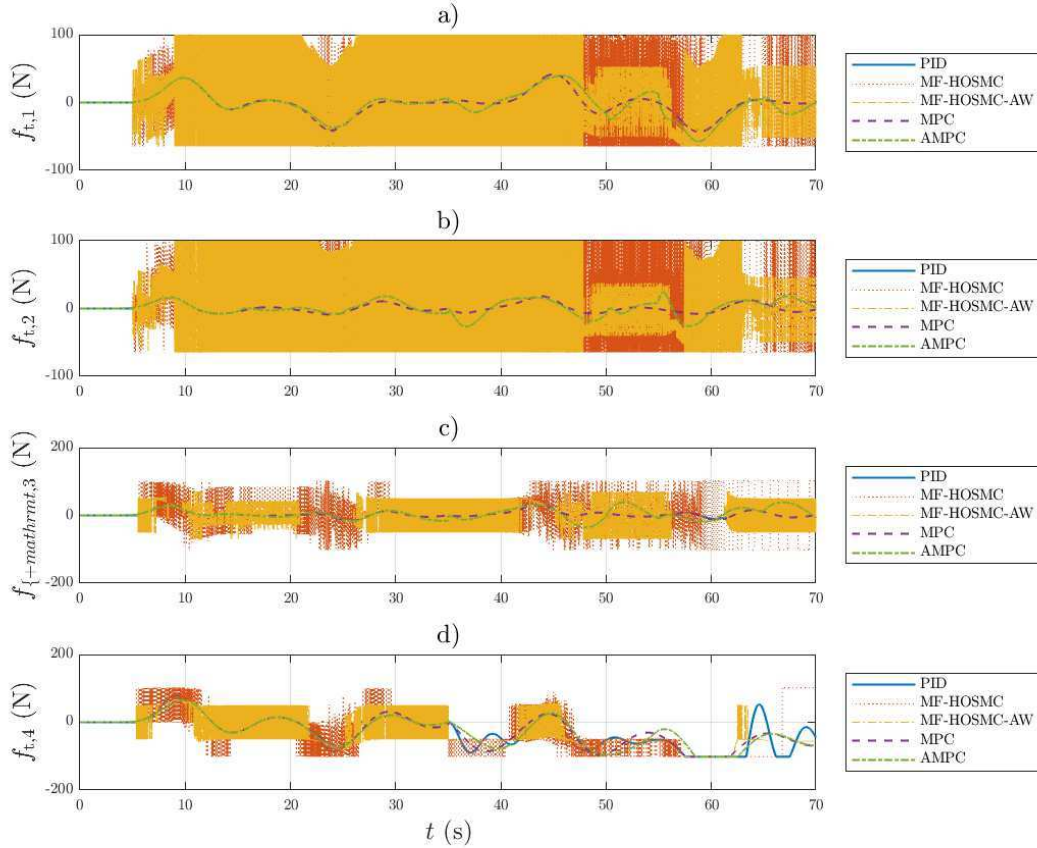 a)
100
0
-100
f_t,1 (N)
0 10 20 30 40 50 60 70
PID
MF-HOSMC
MF-HOSMC-AW
MPC
AMPC
b)
100
0
-100
f_t,2 (N)
0 10 20 30 40 50 60 70
PID
MF-HOSMC
MF-HOSMC-AW
MPC
AMPC
c)
200
0
-200
f_{+mathrmt,3 (N)
0 10 20 30 40 50 60 70
PID
MF-HOSMC
MF-HOSMC-AW
MPC
AMPC
d)
200
0
-200
f_t,4 (N)
0 10 20 30 40 50 60 70
PID
MF-HOSMC
MF-HOSMC-AW
MPC
AMPC
t (s)